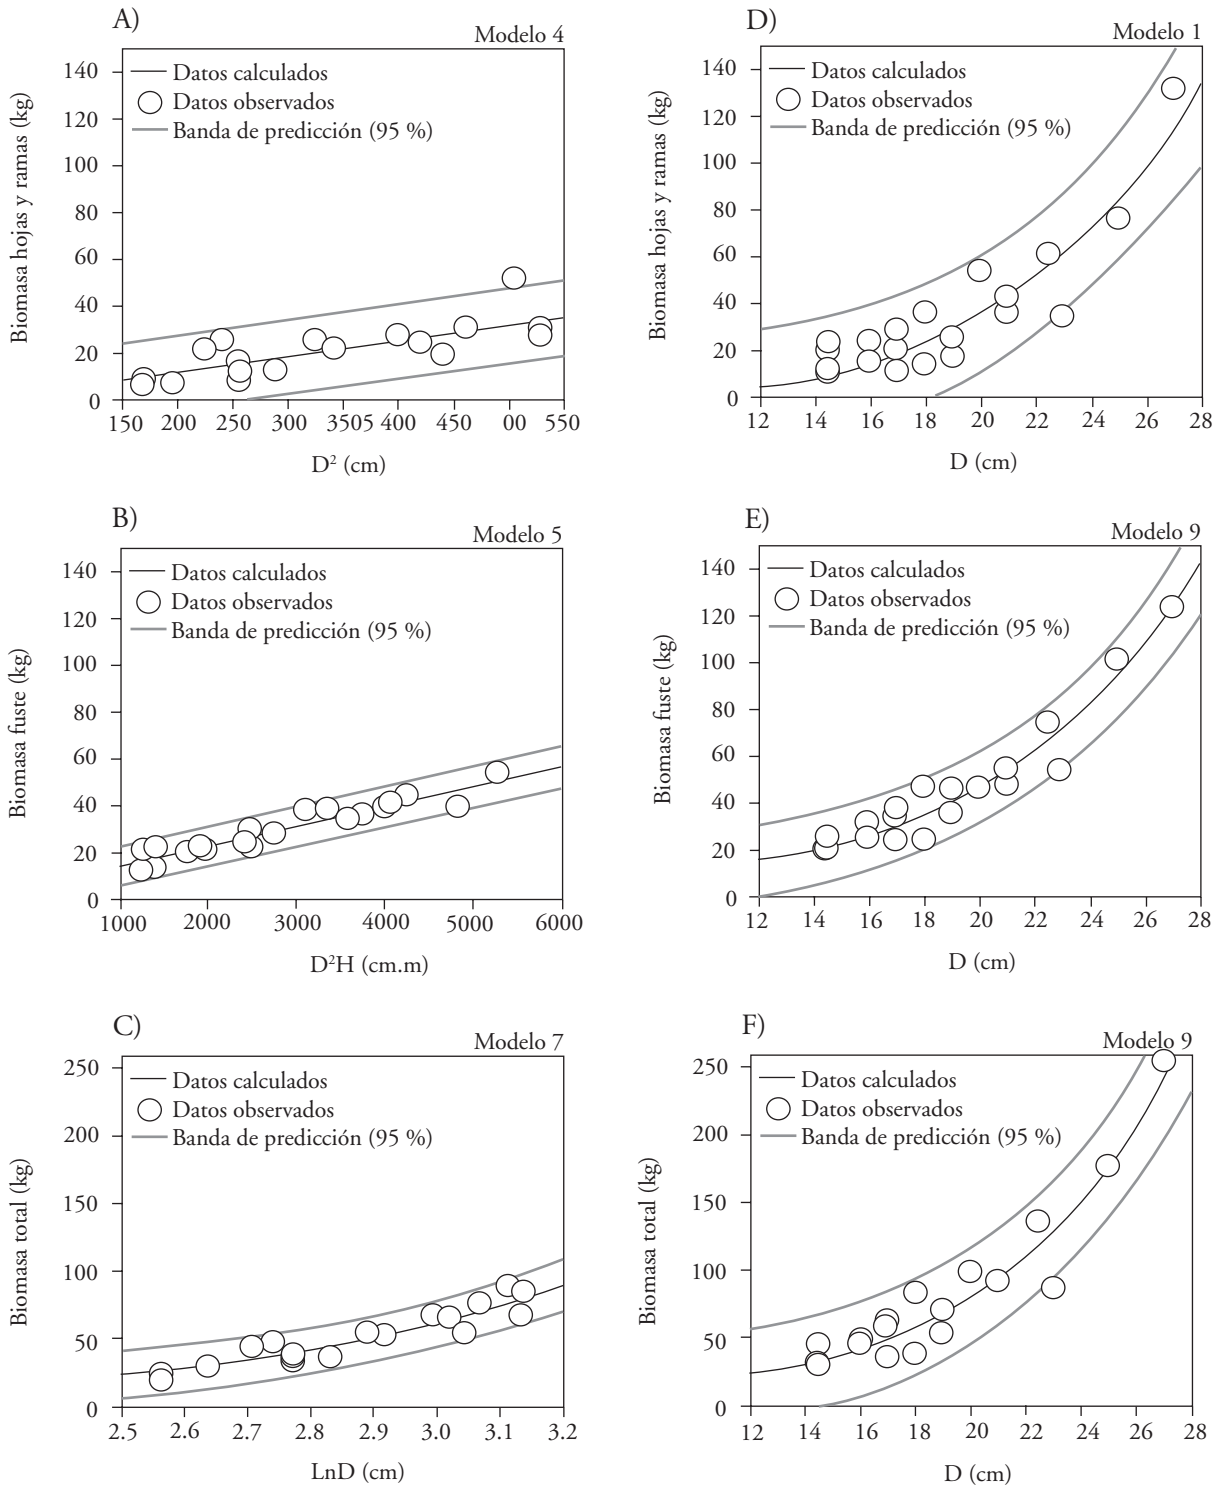 A)
Modelo 4
Datos calculados
Datos observados
Banda de predicción (95 %)
Biomasa hojas y ramas (kg)
140
120
100
80
60
40
20
0
150 200 250 300 3505 400 450 00 550
D² (cm)
D)
Modelo 1
Datos calculados
Datos observados
Banda de predicción (95 %)
Biomasa hojas y ramas (kg)
140
120
100
80
60
40
20
0
12 14 16 18 20 22 24 26 28
D (cm)
B)
Modelo 5
Datos calculados
Datos observados
Banda de predicción (95 %)
Biomasa fuste (kg)
140
120
100
80
60
40
20
0
1000 2000 3000 4000 5000 6000
D²H (cm.m)
E)
Modelo 9
Datos calculados
Datos observados
Banda de predicción (95 %)
Biomasa fuste (kg)
140
120
100
80
60
40
20
0
12 14 16 18 20 22 24 26 28
D (cm)
C)
Modelo 7
Datos calculados
Datos observados
Banda de predicción (95 %)
Biomasa total (kg)
250
200
150
100
50
0
2.5 2.6 2.7 2.8 2.9 3.0 3.1 3.2
LnD (cm)
F)
Modelo 9
Datos calculados
Datos observados
Banda de predicción (95 %)
Biomasa total (kg)
250
200
150
100
50
0
12 14 16 18 20 22 24 26 28
D (cm)